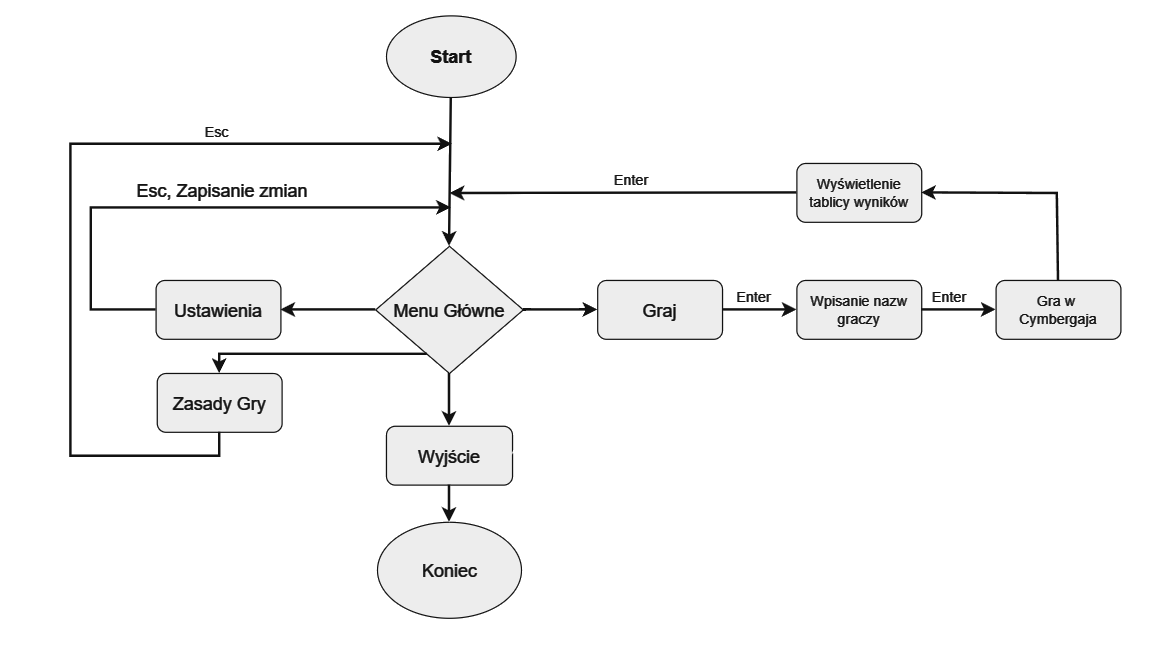 Start
Esc
Esc, Zapisanie zmian
Enter
Wyświetlenie
tablicy wyników
Ustawienia
Menu Główne
Graj
Enter
Wpisanie nazw
graczy
Enter
Gra w
Cymbergaja
Zasady Gry
Wyjście
Koniec